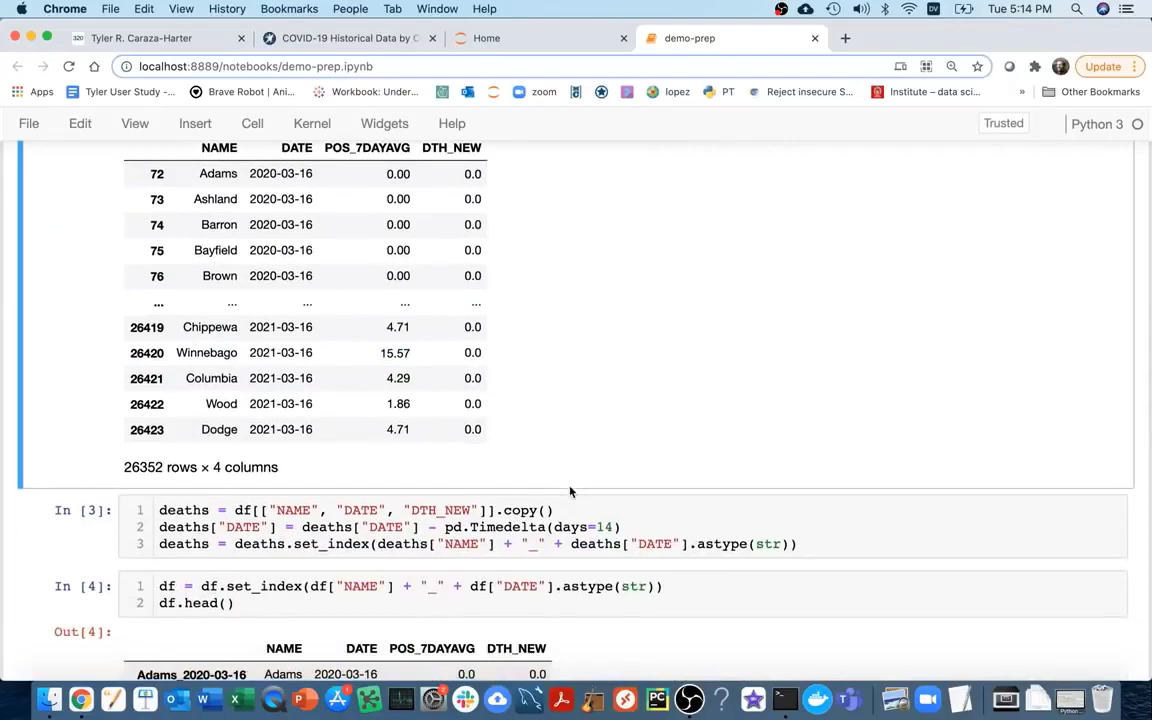 Chrome File Edit View History Bookmarks People Tab Window Help Tue 5:14 PM
320 Tyler R. Caraza-Harter COVID-19 Historical Data by C Home demo-prep
localhost:8889/notebooks/demo-prep.ipynb Update
Apps Tyler User Study -... Brave Robot | Ani... Workbook: Under... zoom lopez PT Reject insecure S... Institute – data sci... » Other Bookmarks
File Edit View Insert Cell Kernel Widgets Help Trusted Python 3
NAME DATE POS_7DAYAVG DTH_NEW
72 Adams 2020-03-16 0.00 0.0
73 Ashland 2020-03-16 0.00 0.0
74 Barron 2020-03-16 0.00 0.0
75 Bayfield 2020-03-16 0.00 0.0
76 Brown 2020-03-16 0.00 0.0
... ... ... ... ...
26419 Chippewa 2021-03-16 4.71 0.0
26420 Winnebago 2021-03-16 15.57 0.0
26421 Columbia 2021-03-16 4.29 0.0
26422 Wood 2021-03-16 1.86 0.0
26423 Dodge 2021-03-16 4.71 0.0
26352 rows × 4 columns
In [3]: 1 deaths = df[["NAME", "DATE", "DTH_NEW"]].copy()
2 deaths["DATE"] = deaths["DATE"] - pd.Timedelta(days=14)
3 deaths = deaths.set_index(deaths["NAME"] + "_" + deaths["DATE"].astype(str))
In [4]: 1 df = df.set_index(df["NAME"] + "_" + df["DATE"].astype(str))
2 df.head()
Out[4]:
NAME DATE POS_7DAYAVG DTH_NEW
Adams_2020-03-16 Adams 2020-03-16 0.0 0.0